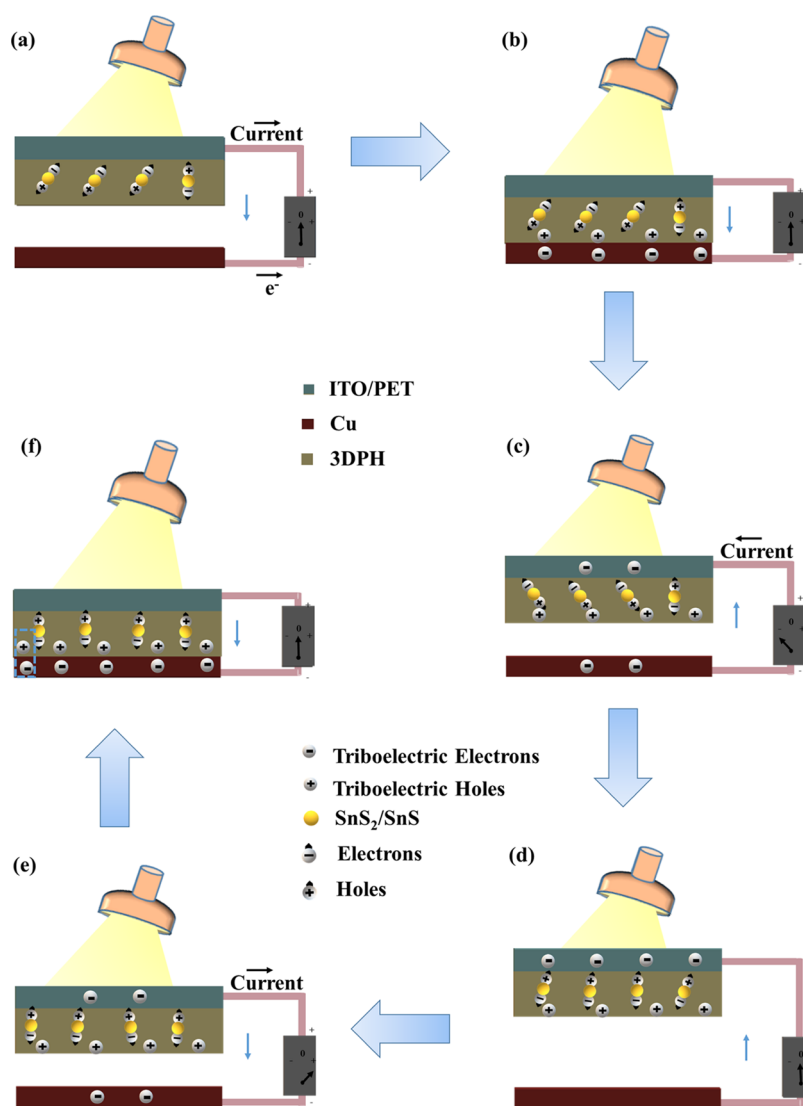 (a)
(b)
Current
e-
ITO/PET
Cu
3DPH
(f)
(c)
Current
Triboelectric Electrons
Triboelectric Holes
SnS2/SnS
Electrons
Holes
(e)
(d)
Current